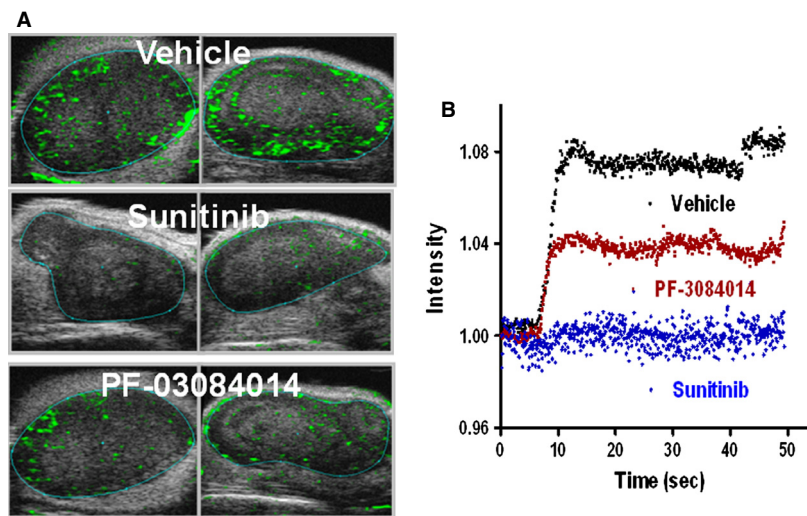 A
Vehicle
Sunitinib
PF-03084014
B
1.08
1.04
1.00
0.96
Intensity
Vehicle
PF-3084014
Sunitinib
0 10 20 30 40 50
Time (sec)